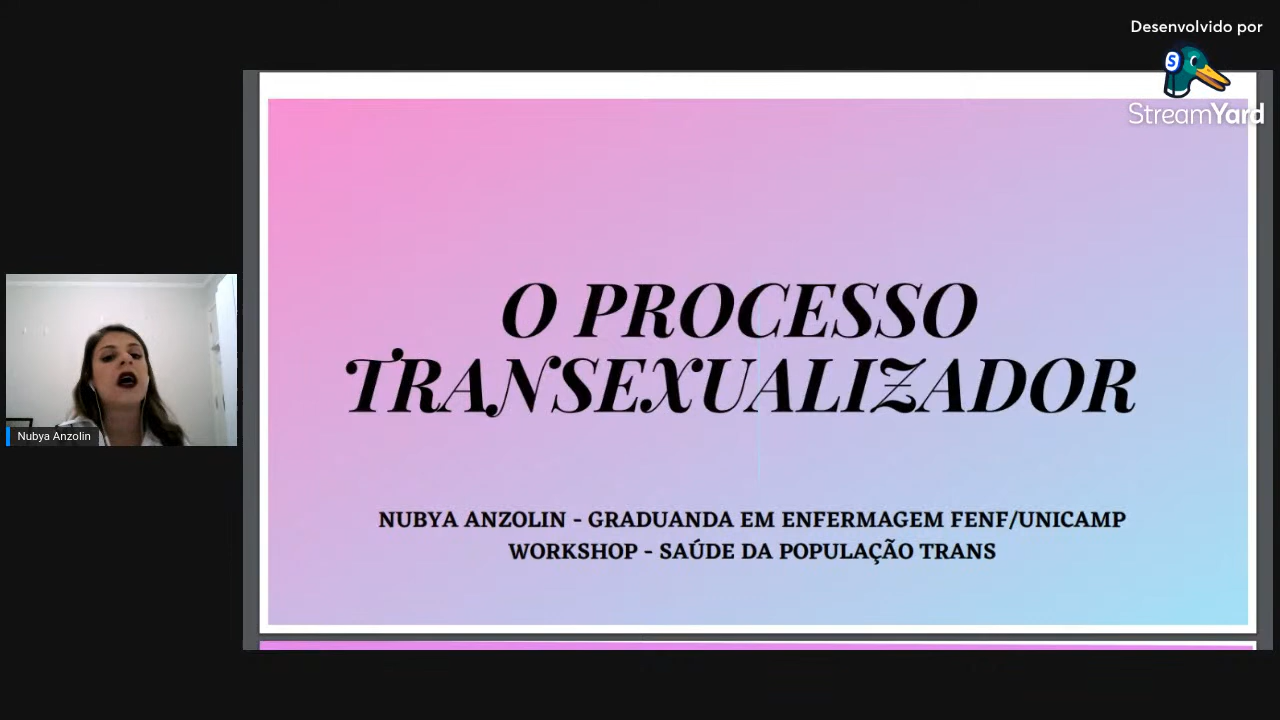 Desenvolvido por
S
StreamYard
O PROCESSO
TRANSEXUALIZADOR
NUBYA ANZOLIN - GRADUANDA EM ENFERMAGEM FENF/UNICAMP
WORKSHOP - SAÚDE DA POPULAÇÃO TRANS
Nubya Anzolin